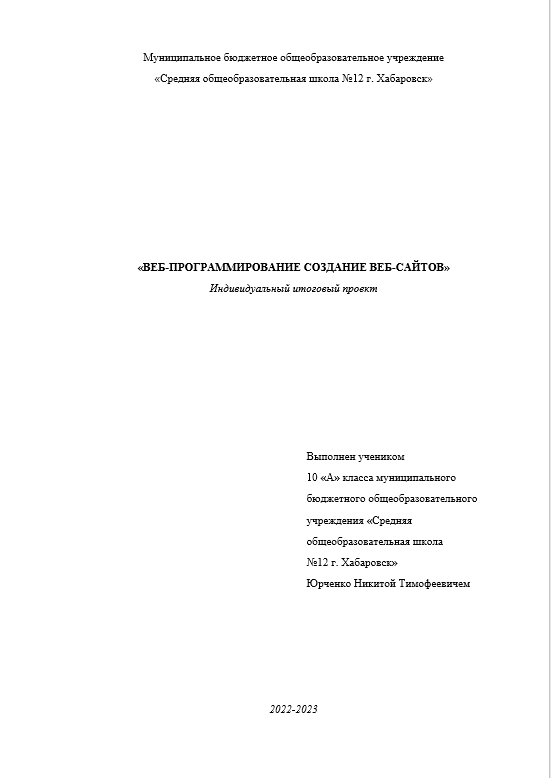 Муниципальное бюджетное общеобразовательное учреждение
«Средняя общеобразовательная школа №12 г. Хабаровск»
«ВЕБ-ПРОГРАММИРОВАНИЕ СОЗДАНИЕ ВЕБ-САЙТОВ»
Индивидуальный итоговый проект
Выполнен учеником
10 «А» класса муниципального
бюджетного общеобразовательного
учреждения «Средняя
общеобразовательная школа
№12 г. Хабаровск»
Юрченко Никитой Тимофеевичем
2022-2023